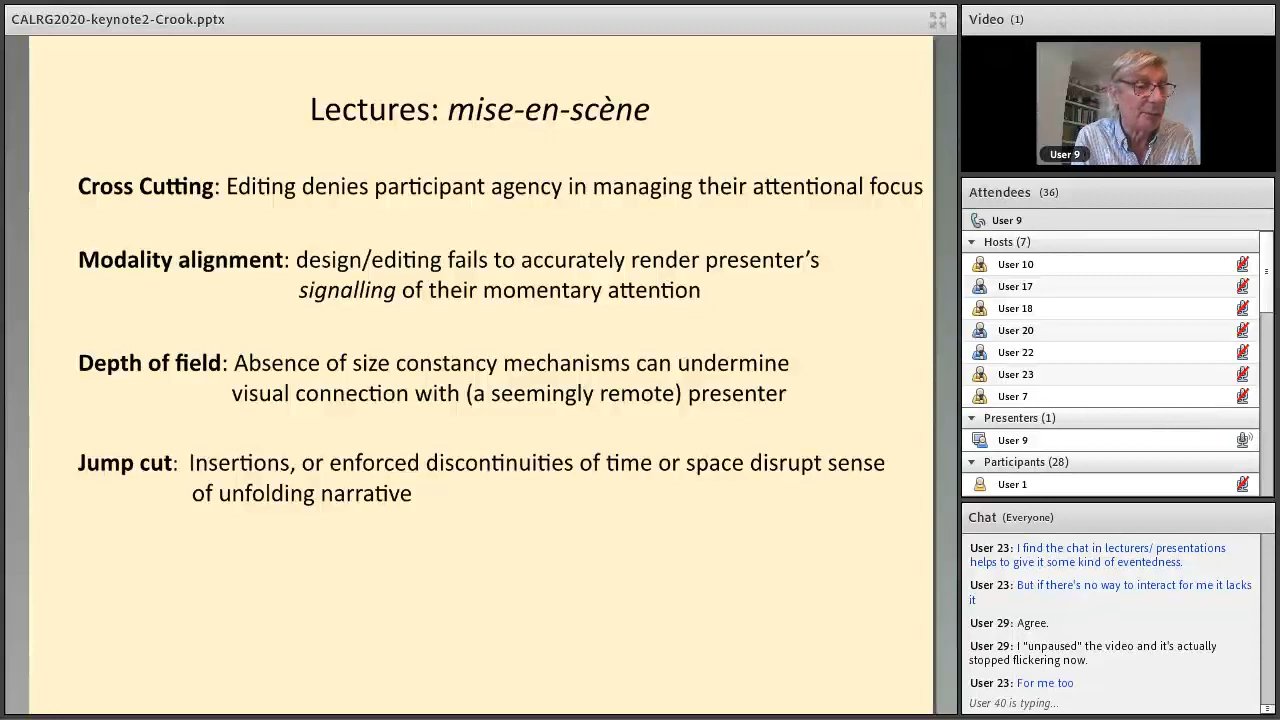 CALRG2020-keynote2-Crook.pptx
Lectures: mise-en-scène
Cross Cutting: Editing denies participant agency in managing their attentional focus
Modality alignment: design/editing fails to accurately render presenter’s
signalling of their momentary attention
Depth of field: Absence of size constancy mechanisms can undermine
visual connection with (a seemingly remote) presenter
Jump cut: Insertions, or enforced discontinuities of time or space disrupt sense
of unfolding narrative
Video (1)
User 9
Attendees (36)
User 9
Hosts (7)
User 10
User 17
User 18
User 20
User 22
User 23
User 7
Presenters (1)
User 9
Participants (28)
User 1
Chat (Everyone)
User 23: I find the chat in lecturers/ presentations
helps to give it some kind of eventedness.
User 23: But if there's no way to interact for me it lacks
it
User 29: Agree.
User 29: I "unpaused" the video and it's actually
stopped flickering now.
User 23: For me too
User 40 is typing...